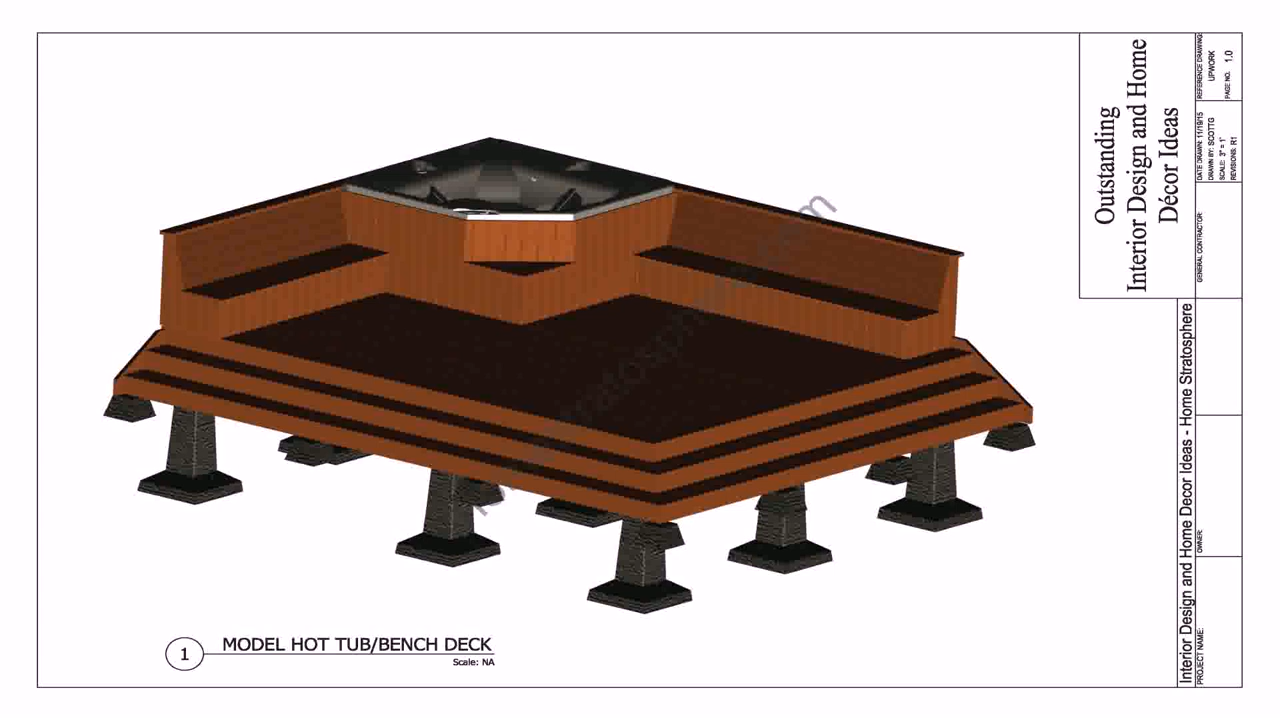 Outstanding
Interior Design and Home
Décor Ideas
REFERENCE DRAWING:
UPWORK
PAGE NO. 1.0
DATE DRAWN: 11/19/15
DRAWN BY: SCOTTG
SCALE: 3" = 1'
REVISIONS: R1
GENERAL CONTRACTOR:
OWNER:
PROJECT NAME:
Interior Design and Home Decor Ideas - Home Stratosphere
1
MODEL HOT TUB/BENCH DECK
Scale: NA